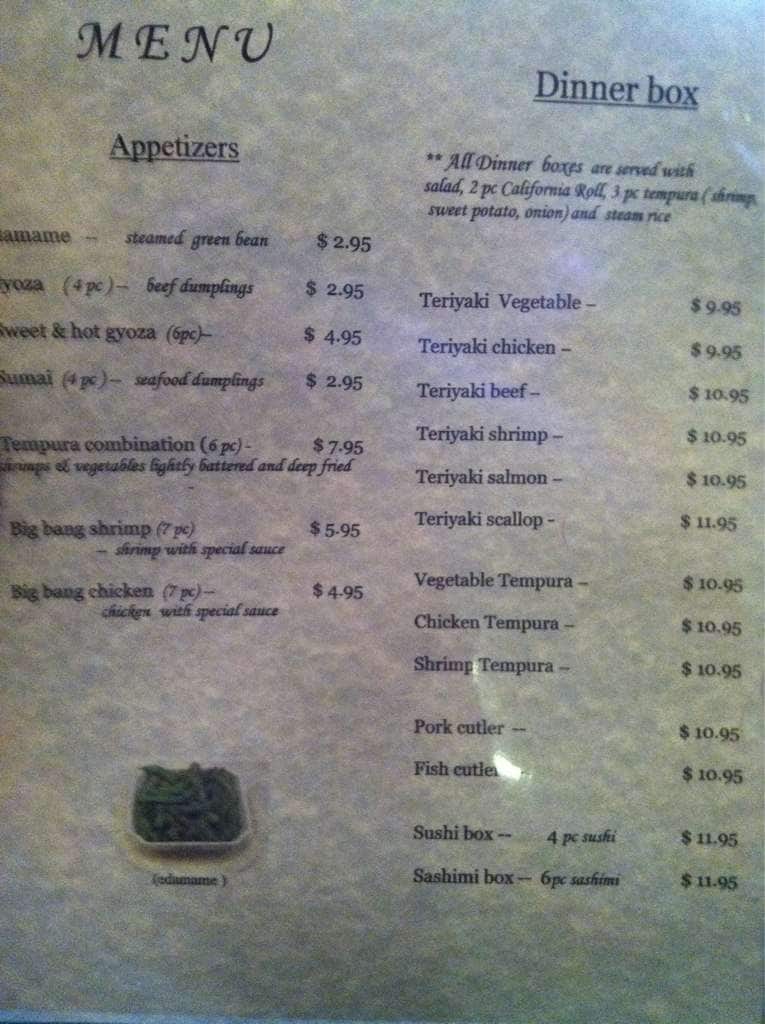 MENU
Appetizers
amame -- steamed green bean $ 2.95
yoza (4 pc) -- beef dumplings $ 2.95
Sweet & hot gyoza (6pc)--
$ 4.95
Sumai (4 pc) -- seafood dumplings $ 2.95
Tempura combination (6 pc) - $ 7.95
shrimps & vegetables lightly battered and deep fried
-
Big bang shrimp (7 pc) $ 5.95
-- shrimp with special sauce
Big bang chicken (7 pc) -- $ 4.95
chicken with special sauce
(edamame )
Dinner box
** All Dinner boxes are served with
salad, 2 pc California Roll, 3 pc tempura ( shrimp,
sweet potato, onion) and steam rice
Teriyaki Vegetable -- $ 9.95
Teriyaki chicken -- $ 9.95
Teriyaki beef -- $ 10.95
Teriyaki shrimp -- $ 10.95
Teriyaki salmon -- $ 10.95
Teriyaki scallop - $ 11.95
Vegetable Tempura -- $ 10.95
Chicken Tempura -- $ 10.95
Shrimp Tempura -- $ 10.95
Pork cutler -- $ 10.95
Fish cutler $ 10.95
Sushi box -- 4 pc sushi $ 11.95
Sashimi box -- 6pc sashimi $ 11.95